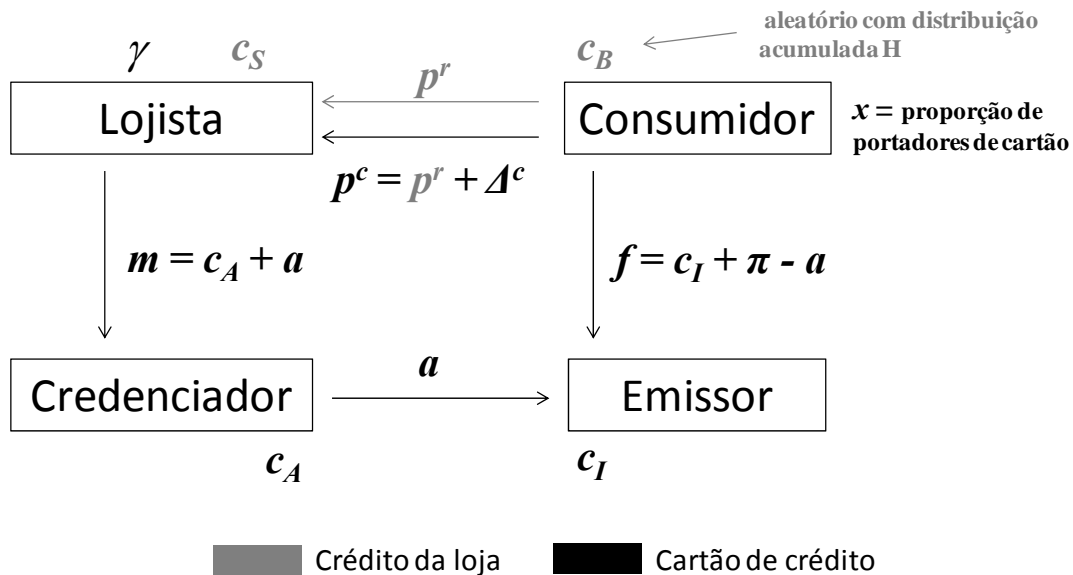 aleatório com distribuição
acumulada H
γ c_S c_B
p^r
Lojista
Consumidor
x = proporção de
portadores de cartão
p^c = p^r + Δ^c
m = c_A + a
f = c_I + π - a
a
Credenciador
Emissor
c_A
c_I
Crédito da loja
Cartão de crédito